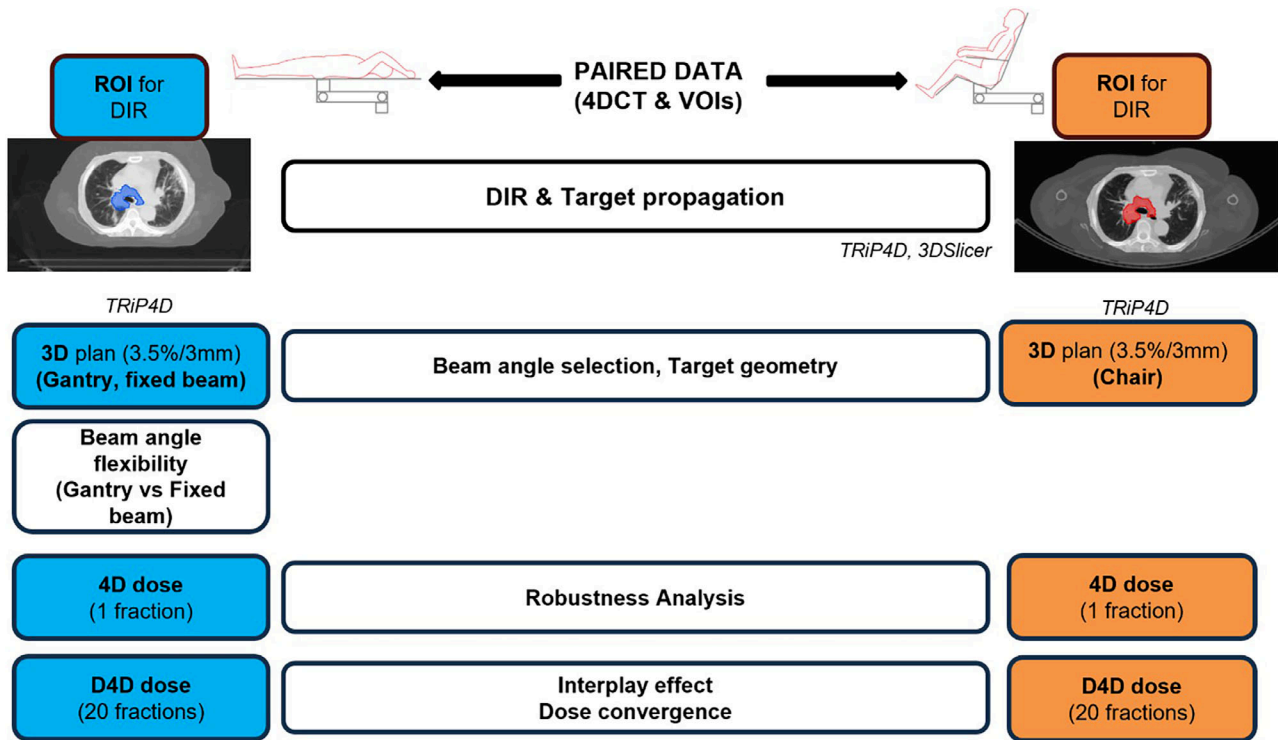 ROI for
DIR
PAIRED DATA
(4DCT & VOIs)
ROI for
DIR
DIR & Target propagation
TRiP4D, 3DSlicer
TRiP4D
TRiP4D
3D plan (3.5%/3mm)
(Gantry, fixed beam)
Beam angle selection, Target geometry
3D plan (3.5%/3mm)
(Chair)
Beam angle
flexibility
(Gantry vs Fixed
beam)
4D dose
(1 fraction)
Robustness Analysis
4D dose
(1 fraction)
D4D dose
(20 fractions)
Interplay effect
Dose convergence
D4D dose
(20 fractions)